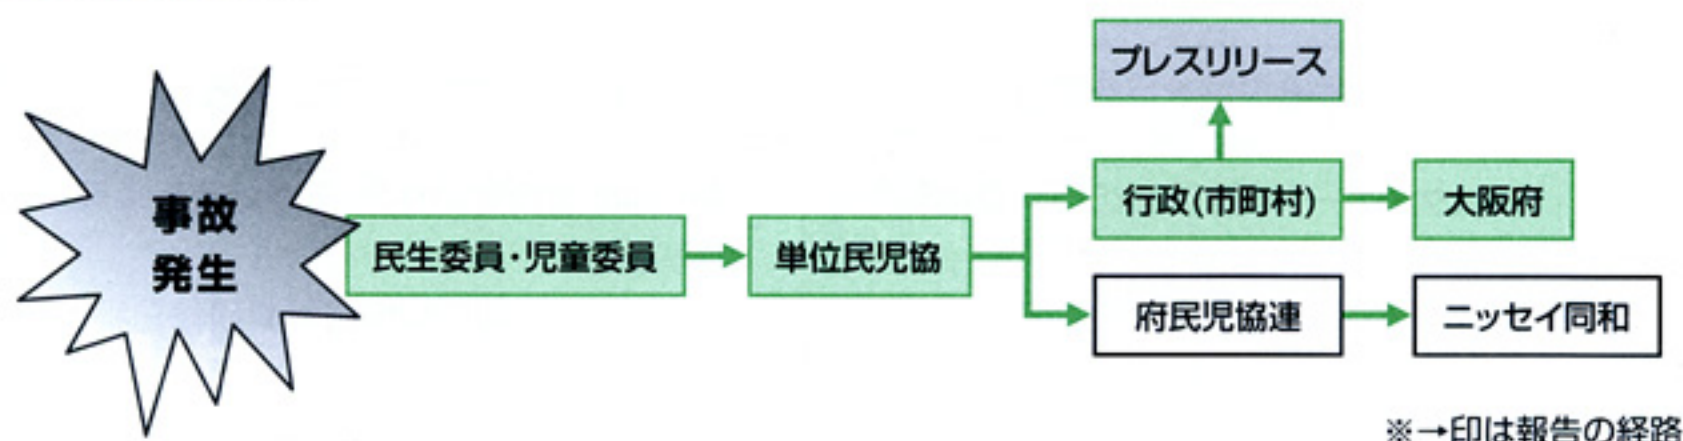 プレスリリース
事故
発生
民生委員・児童委員
単位民児協
行政(市町村)
大阪府
府民児協連
ニッセイ同和
※→印は報告の経路